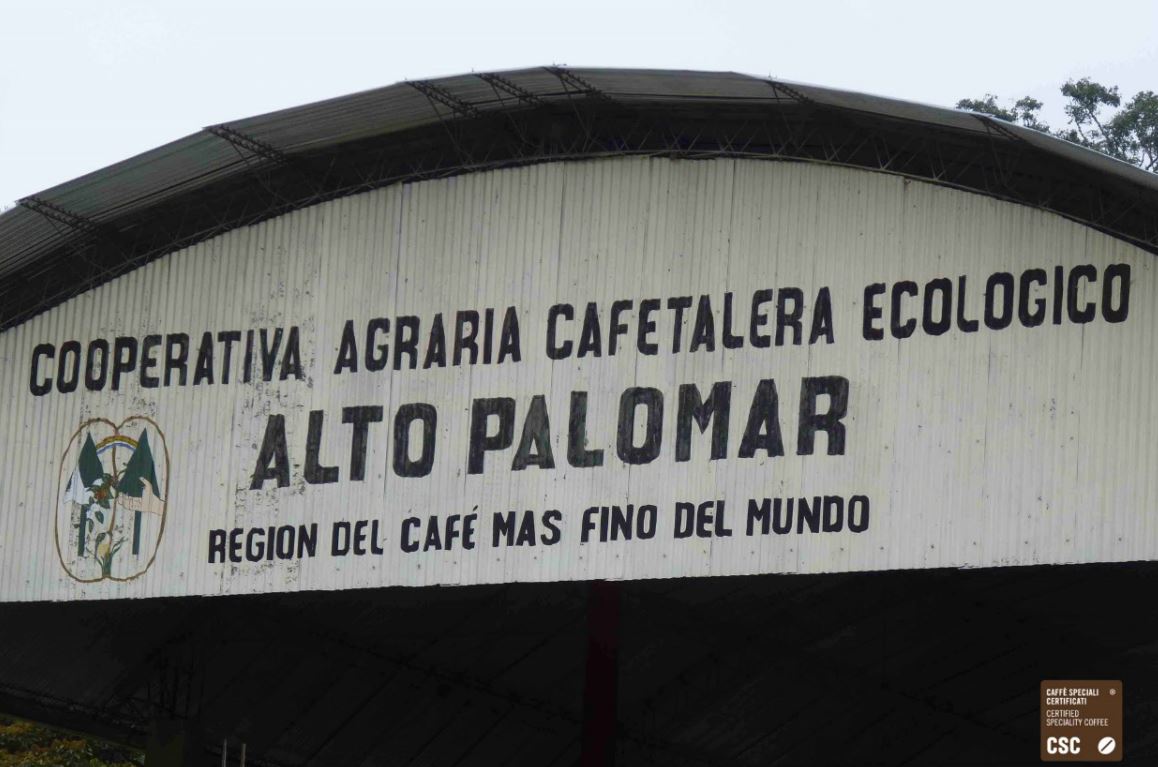 COOPERATIVA AGRARIA CAFETALERA ECOLOGICO
ALTO PALOMAR
REGION DEL CAFÉ MAS FINO DEL MUNDO
CAFFÈ SPECIALI ®
CERTIFICATI
CERTIFIED
SPECIALITY COFFEE
CSC